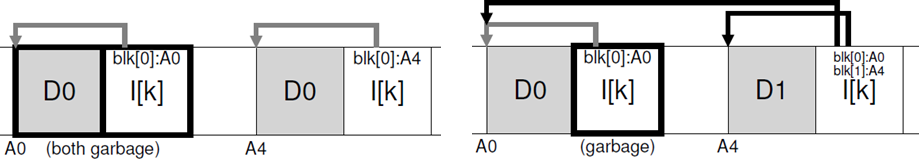 blk[0]:A0
D0
I[k]
A0
(both garbage)
blk[0]:A4
D0
I[k]
A4
blk[0]:A0
D0
I[k]
A0
(garbage)
blk[0]:A0
blk[1]:A4
D1
I[k]
A4